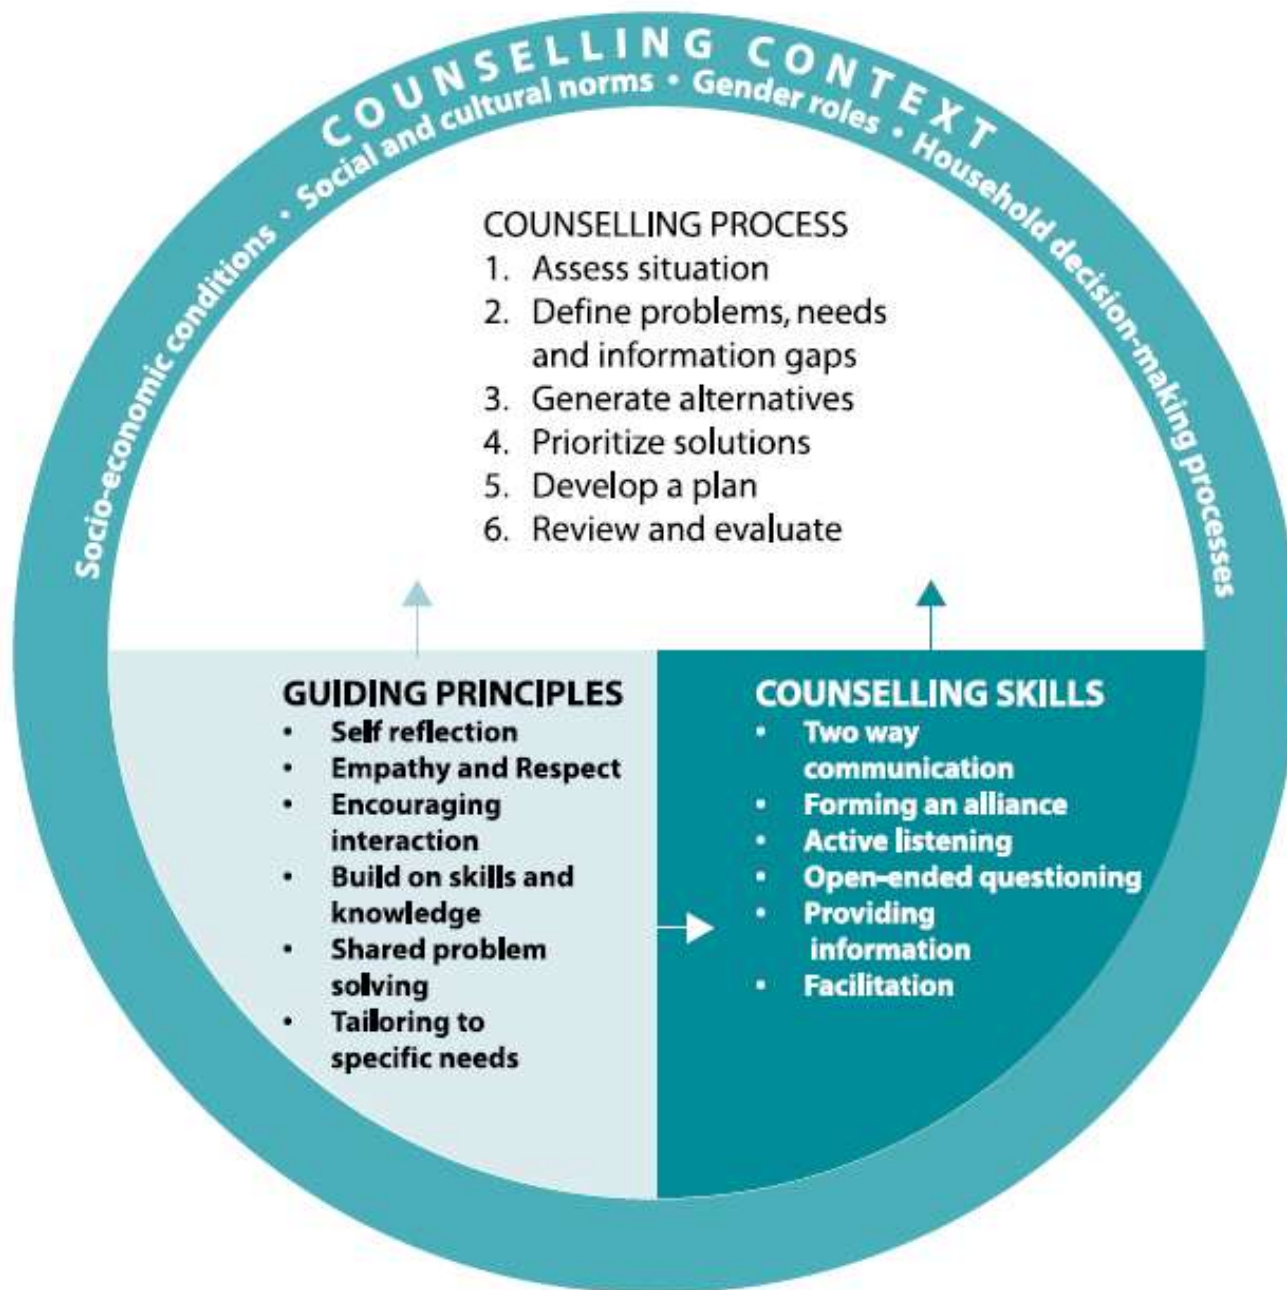 COUNSELLING CONTEXT
Socio-economic conditions • Social and cultural norms • Gender roles • Household decision-making processes
COUNSELLING PROCESS
1. Assess situation
2. Define problems, needs
and information gaps
3. Generate alternatives
4. Prioritize solutions
5. Develop a plan
6. Review and evaluate
GUIDING PRINCIPLES
• Self reflection
• Empathy and Respect
• Encouraging
interaction
• Build on skills and
knowledge
• Shared problem
solving
• Tailoring to
specific needs
COUNSELLING SKILLS
• Two way
communication
• Forming an alliance
• Active listening
• Open-ended questioning
• Providing
information
• Facilitation